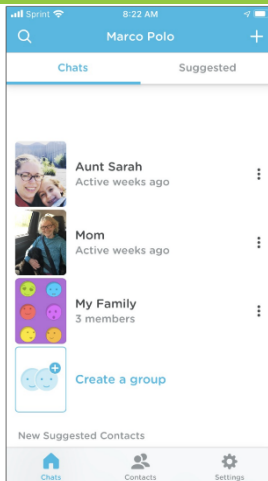 Sprint 8:22 AM
Marco Polo
Chats Suggested
Aunt Sarah
Active weeks ago
Mom
Active weeks ago
My Family
3 members
Create a group
New Suggested Contacts
Chats Contacts Settings